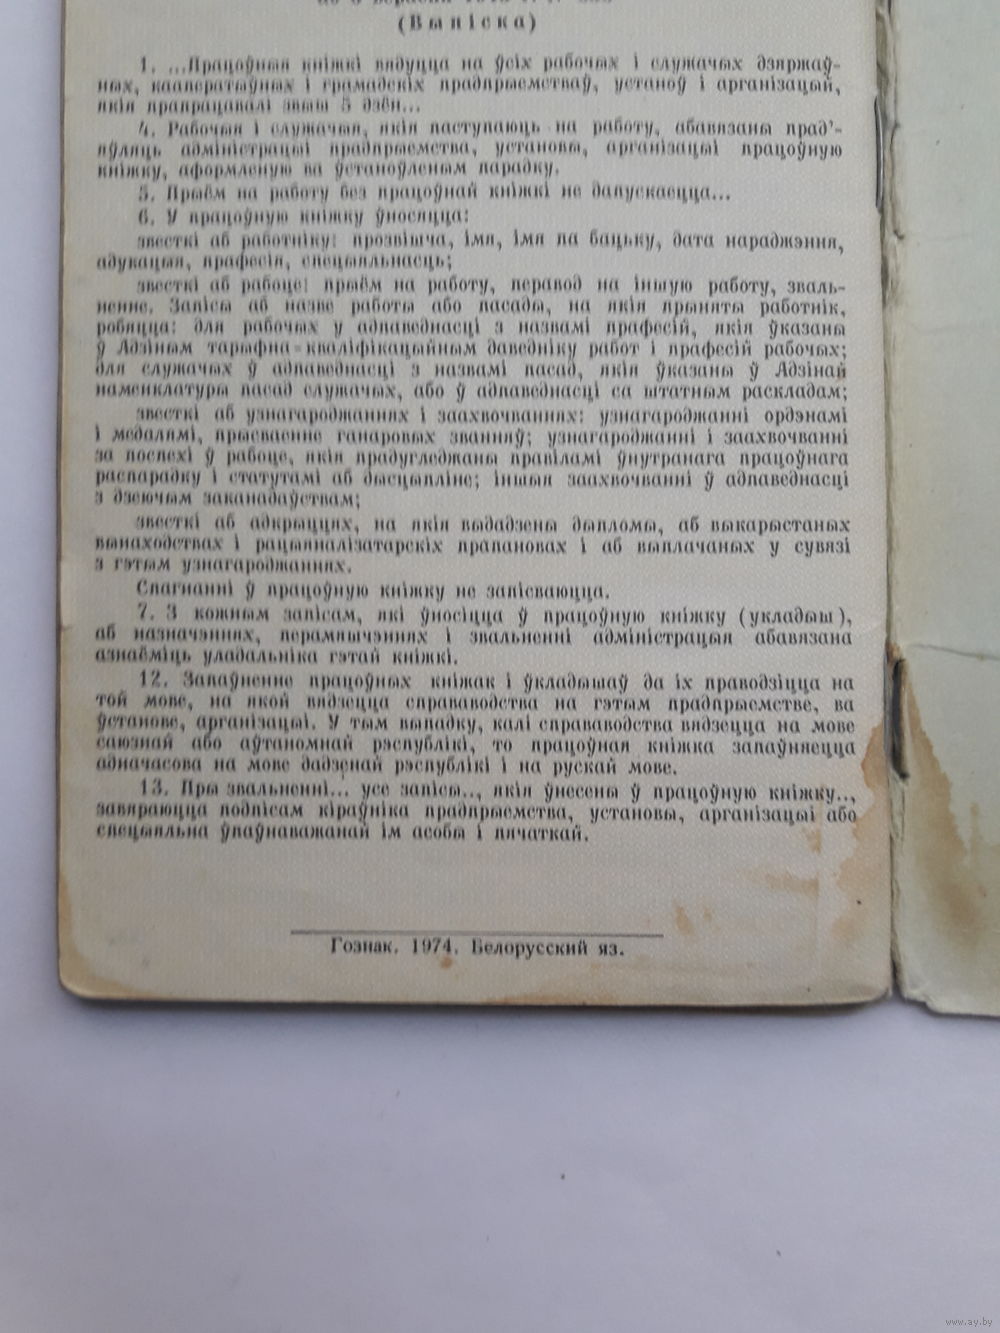 (Выпіска)
1. ...Працоўныя кніжкі вядуцца на ўсіх рабочых і служачых дзяржаў-
ных, кааператыўных і грамадскіх прадпрыемстваў, устаноў і арганізацый,
якія прапрацавалі звыш 5 дзён...
4. Рабочыя і служачыя, якія паступаюць на работу, абавязаны прад'-
яўляць адміністрацыі прадпрыемства, установы, арганізацыі працоўную
кніжку, аформленую ва ўстаноўленым парадку.
5. Прыём на работу без працоўнай кніжкі не дапускаецца...
6. У працоўную кніжку ўносяцца:
звесткі аб работніку: прозвішча, імя, імя па бацьку, дата нараджэння,
адукацыя, прафесія, спецыяльнасць;
звесткі аб рабоце: прыём на работу, перавод на іншую работу, зваль-
ненне. Запісы аб назве работы або пасады, на якія прыняты работнік,
робяцца: для рабочых у адпаведнасці з назвамі прафесій, якія ўказаны
ў Адзіным тарыфна-кваліфікацыйным даведніку работ і прафесій рабочых;
для служачых ў адпаведнасці з назвамі пасад, якія ўказаны ў Адзінай
наменклатуры пасад служачых, або ў адпаведнасці са штатным раскладам;
звесткі аб узнагароджаннях і заахвочваннях: узнагароджанні ордэнамі
і медалямі, прысваенне ганаровых званняў; узнагароджанні і заахвочванні
за поспехі ў рабоце, якія прадугледжаны правіламі ўнутранага працоўнага
распарадку і статутамі аб дысцыпліне; іншыя заахвочванні ў адпаведнасці
з дзеючым заканадаўствам;
звесткі аб адкрыццях, на якія выдадзены дыпломы, аб выкарыстаных
вынаходствах і рацыяналізатарскіх прапановах і аб выплачаных у сувязі
з гэтым узнагароджаннях.
Спагнанні ў працоўную кніжку не запісваюцца.
7. З кожным запісам, які ўносіцца ў працоўную кніжку (укладыш),
аб назначэннях, перамяшчэннях і звальненні адміністрацыя абавязана
азнаёміць уладальніка гэтай кніжкі.
12. Запаўненне працоўных кніжак і ўкладышаў да іх праводзіцца на
той мове, на якой вядзецца справаводства на гэтым прадпрыемстве, ва
ўстанове, арганізацыі. У тым выпадку, калі справаводства вядзецца на мове
саюзнай або аўтаномнай рэспублікі, то працоўная кніжка запаўняецца
адначасова на мове дадзенай рэспублікі і на рускай мове.
13. Пры звальненні... усе запісы.., якія ўнесены ў працоўную кніжку..,
завяраюцца подпісам кіраўніка прадпрыемства, установы, арганізацыі або
спецыяльна ўпаўнаважанай ім асобы і пячаткай.
Гознак. 1974. Белорусский яз.
www.ay.by